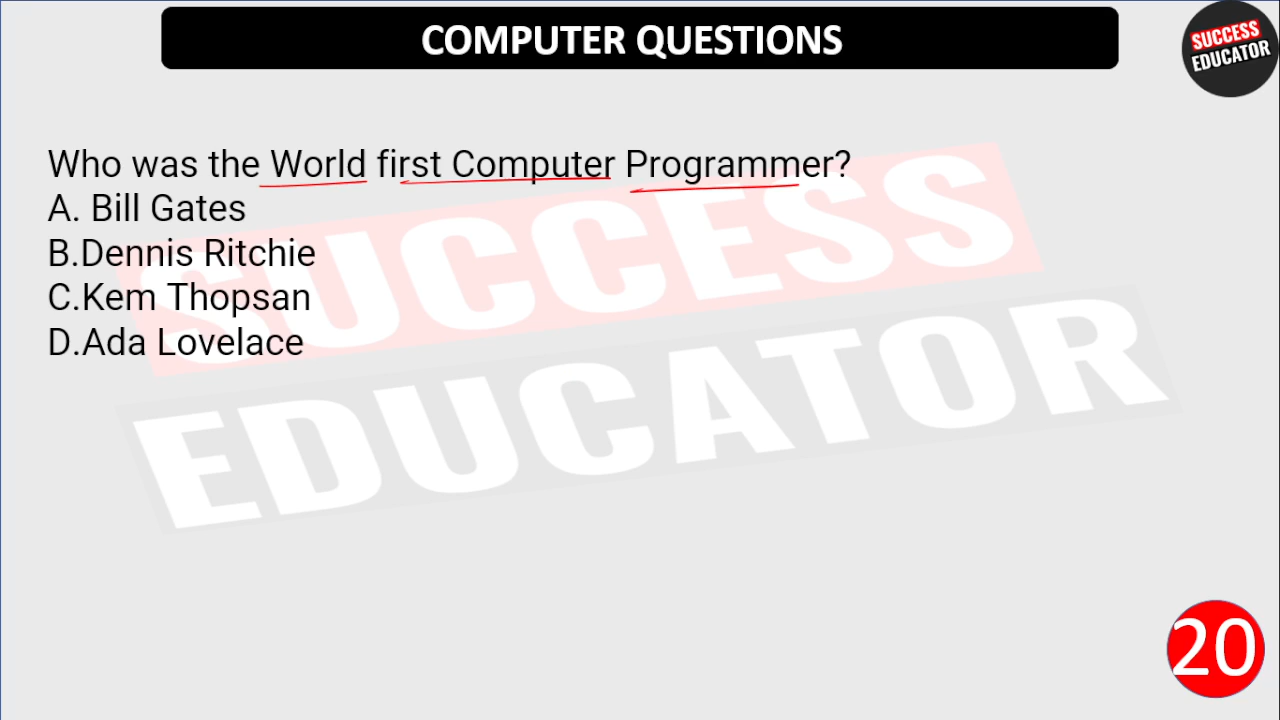 COMPUTER QUESTIONS
SUCCESS
EDUCATOR
Who was the World first Computer Programmer?
A. Bill Gates
B.Dennis Ritchie
C.Kem Thopsan
D.Ada Lovelace
SUCCESS
EDUCATOR
20